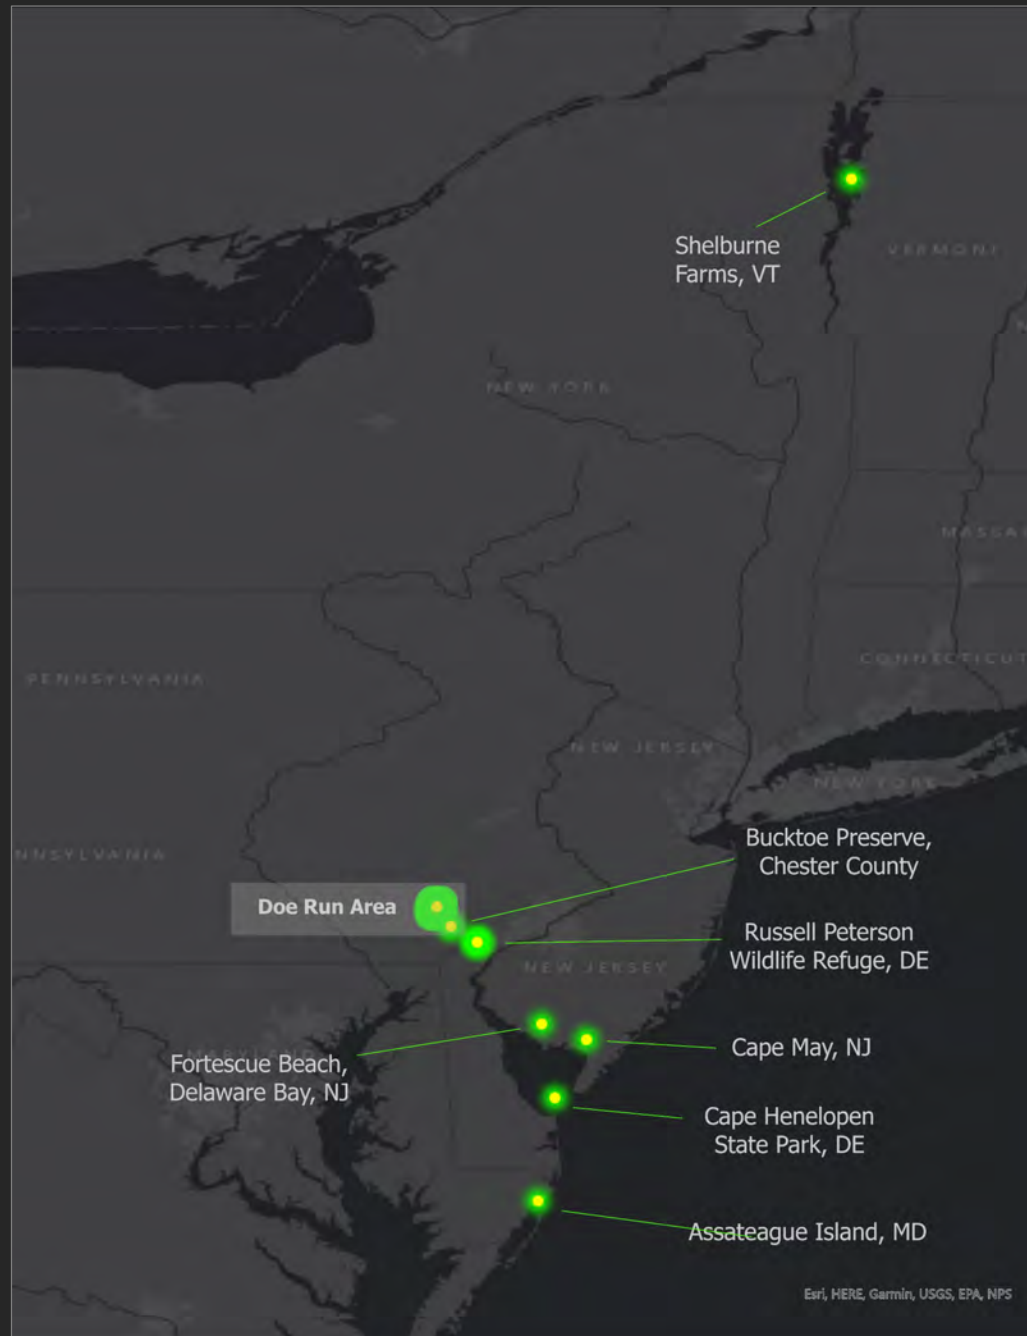 Shelburne
Farms, VT
VERMONT
NEW YORK
PENNSYLVANIA
CONNECTICUT
NEW JERSEY
NEW YORK
NNSYLVANIA
Bucktoe Preserve,
Chester County
Doe Run Area
Russell Peterson
Wildlife Refuge, DE
NEW JERSEY
Fortescue Beach,
Delaware Bay, NJ
Cape May, NJ
Cape Henelopen
State Park, DE
Assateague Island, MD
Esri, HERE, Garmin, USGS, EPA, NPS